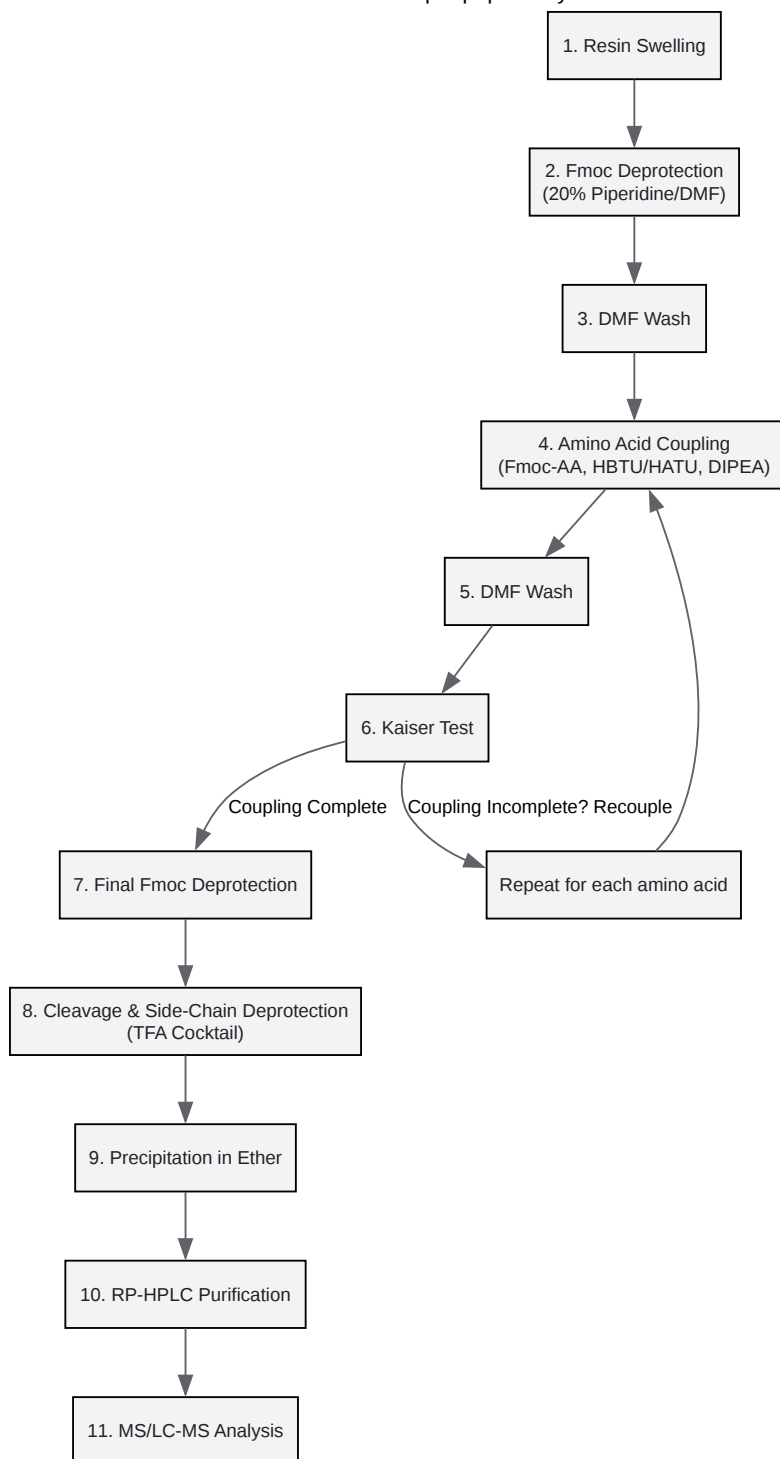 1. Resin Swelling
2. Fmoc Deprotection
(20% Piperidine/DMF)
3. DMF Wash
4. Amino Acid Coupling
(Fmoc-AA, HBTU/HATU, DIPEA)
5. DMF Wash
6. Kaiser Test
Coupling Complete
Coupling Incomplete? Recouple
7. Final Fmoc Deprotection
Repeat for each amino acid
8. Cleavage & Side-Chain Deprotection
(TFA Cocktail)
9. Precipitation in Ether
10. RP-HPLC Purification
11. MS/LC-MS Analysis